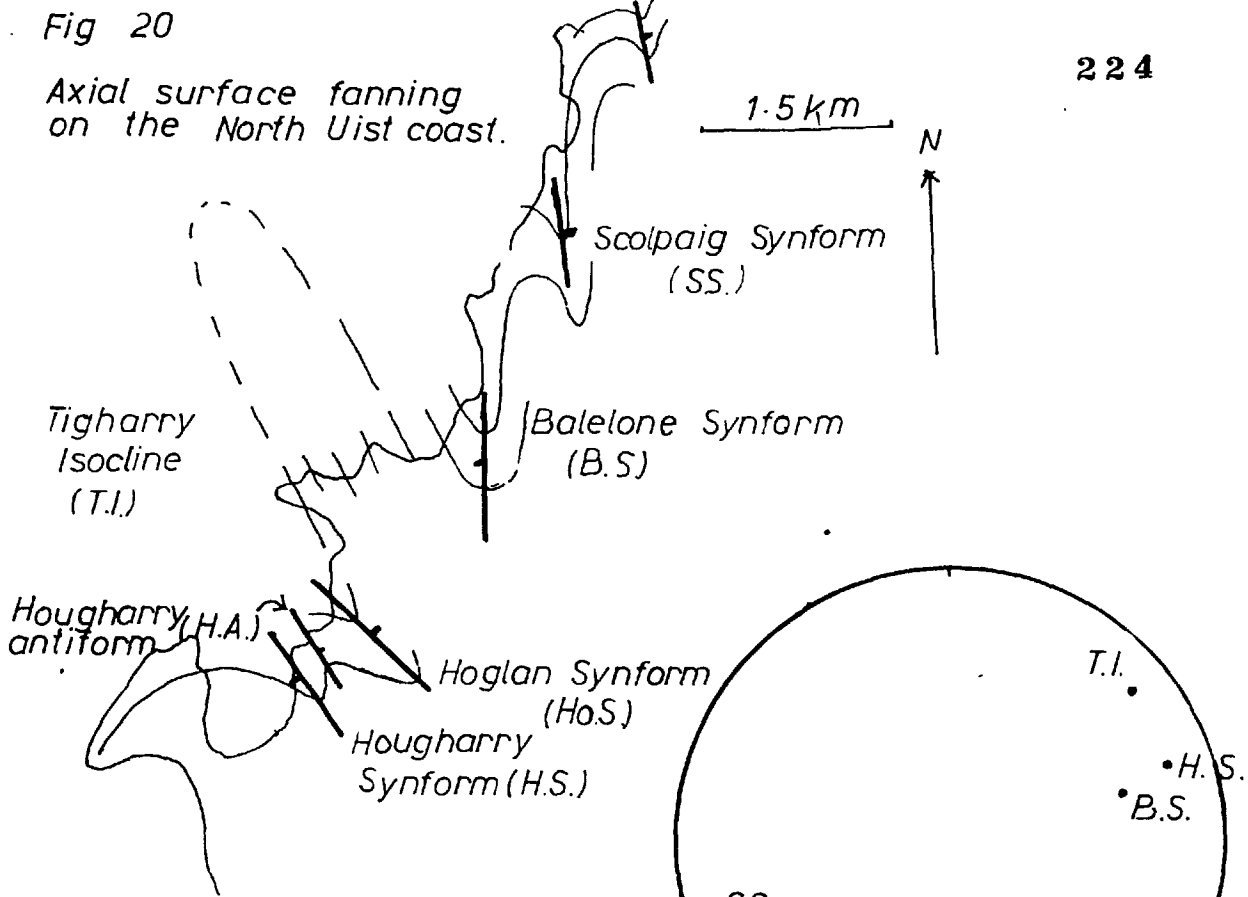 Fig 20
224
Axial surface fanning
on the North Uist coast.
1.5 km
N
Scolpaig Synform
(SS.)
Tigharry
Isocline
(T.I.)
Balelone Synform
(B.S)
Hougharry
antiform (H.A.)
Hoglan Synform
(Ho.S.)
Hougharry
Synform (H.S.)
T.I.
H.S.
B.S.